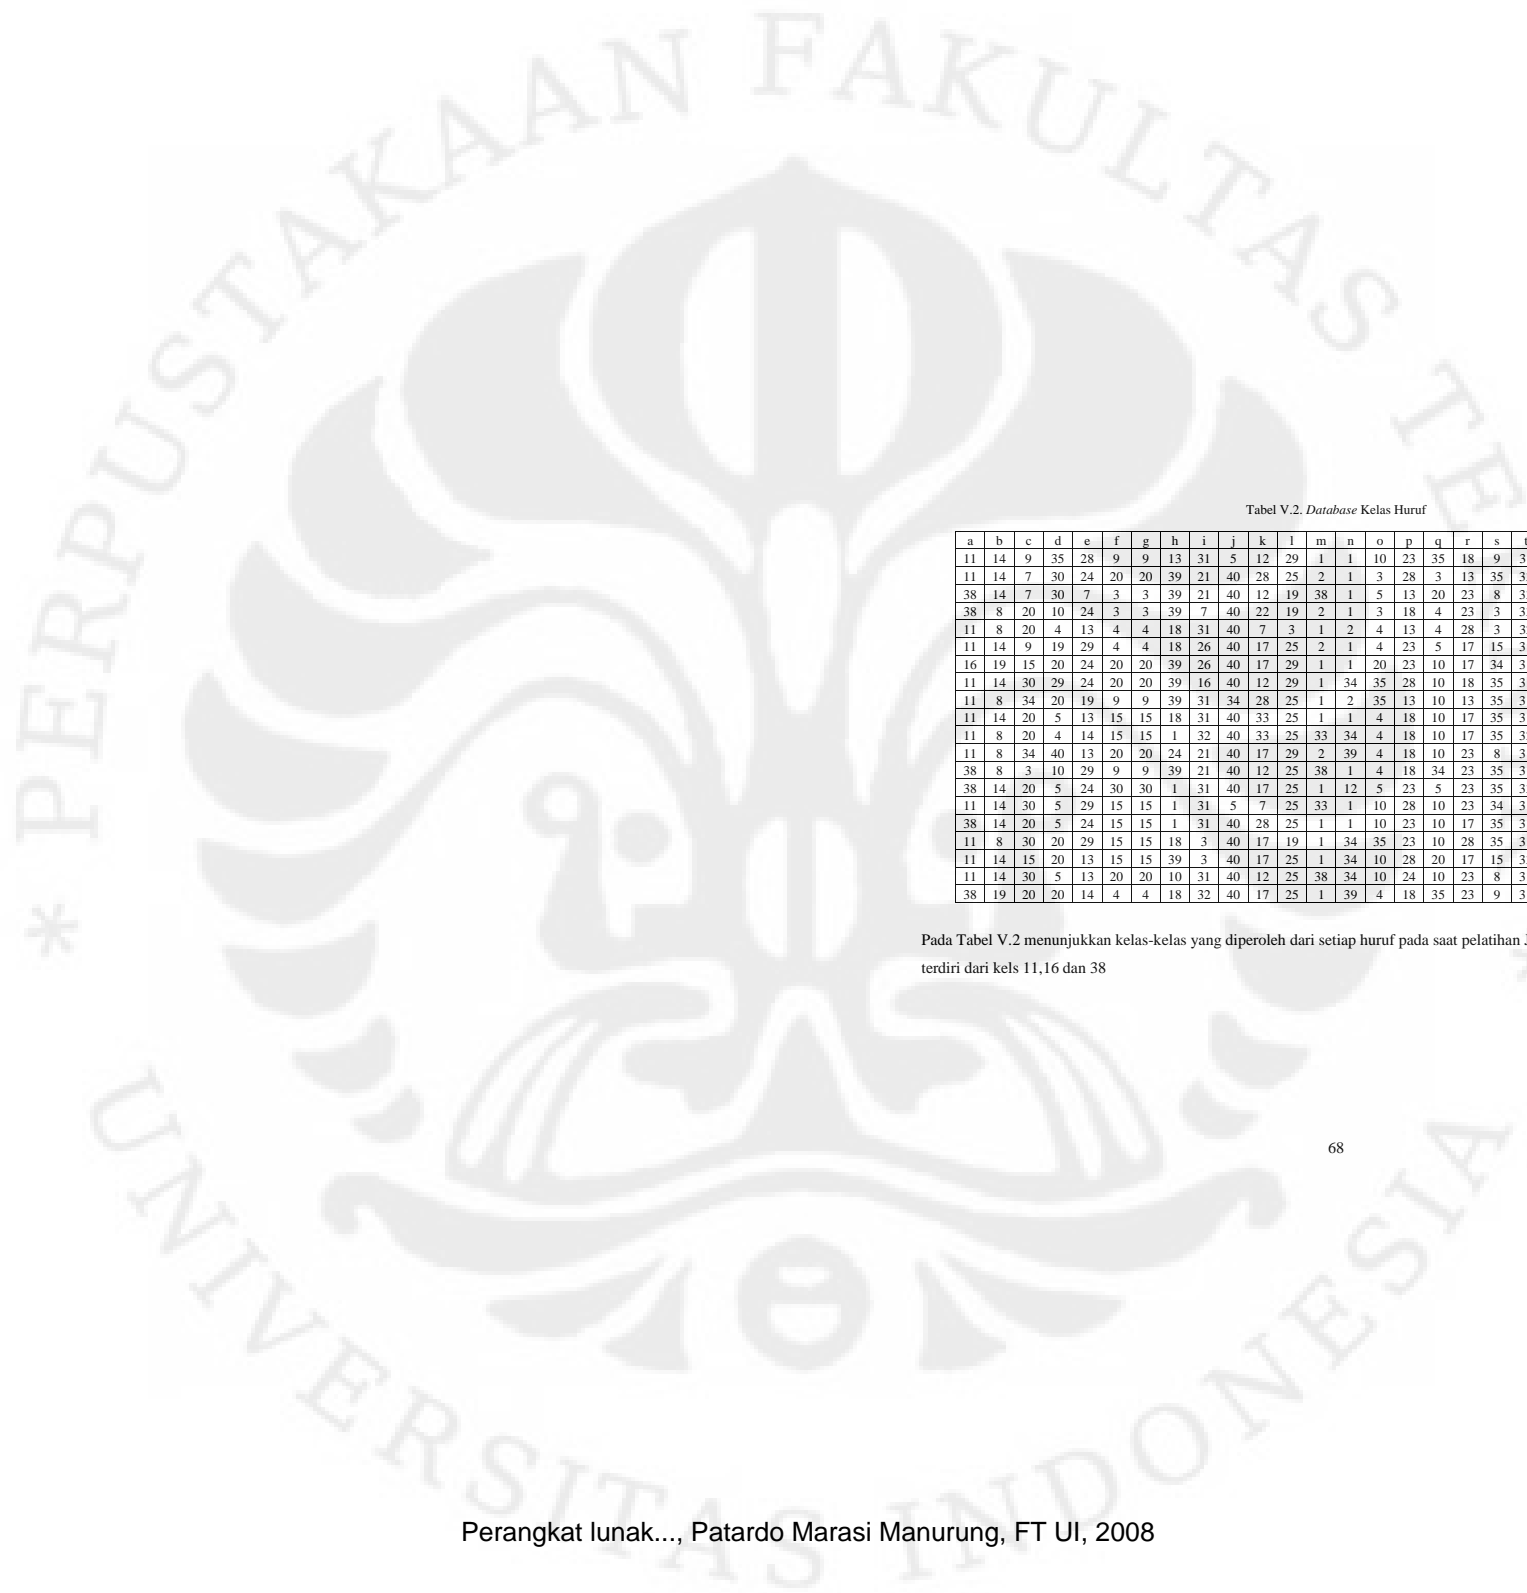 PERPUSTAKAAN FAKULTAS TE
Tabel V.2. Database Kelas Huruf
a b c d e f g h i j k l m n o p q r s t
11 14 9 35 28 9 9 13 31 5 12 29 1 1 10 23 35 18 9
11 14 7 30 24 20 20 39 21 40 28 25 2 1 3 28 3 13 35
38 14 7 30 7 3 3 39 21 40 12 19 38 1 5 13 20 23 8
38 8 20 10 24 3 3 39 7 40 22 19 2 1 3 18 4 23 3
11 8 20 4 13 4 4 18 31 40 7 3 1 2 4 13 4 28 3
11 14 9 19 29 4 4 18 26 40 17 25 2 1 4 23 5 17 15
16 19 15 20 24 20 20 39 26 40 17 29 1 1 20 23 10 17 34
11 14 30 29 24 20 20 39 16 40 12 29 1 34 35 28 10 18 35
11 8 34 20 19 9 9 39 31 34 28 25 1 2 35 13 10 13 35
11 14 20 5 13 15 15 18 31 40 33 25 1 1 4 18 10 17 35
11 8 20 4 14 15 15 1 32 40 33 25 33 34 4 18 10 17 35
11 8 34 40 13 20 20 24 21 40 17 29 2 39 4 18 10 23 8
38 8 3 10 29 9 9 39 21 40 12 25 38 1 4 18 34 23 35
38 14 20 5 24 30 30 1 31 40 17 25 1 12 5 23 5 23 35
11 14 30 5 29 15 15 1 31 5 7 25 33 1 10 28 10 23 34
38 14 20 5 24 15 15 1 31 40 28 25 1 1 10 23 10 17 35
11 8 30 20 29 15 15 18 3 40 17 19 1 34 35 23 10 28 35
11 14 15 20 13 15 15 39 3 40 17 25 1 34 10 28 20 17 15
11 14 30 5 13 20 20 10 31 40 12 25 38 34 10 24 10 23 8
38 19 20 20 14 4 4 18 32 40 17 25 1 39 4 18 35 23 9
Pada Tabel V.2 menunjukkan kelas-kelas yang diperoleh dari setiap huruf pada saat pelatihan
terdiri dari kels 11,16 dan 38
68
* UNIVERSITAS INDONESIA
Perangkat lunak..., Patardo Marasi Manurung, FT UI, 2008